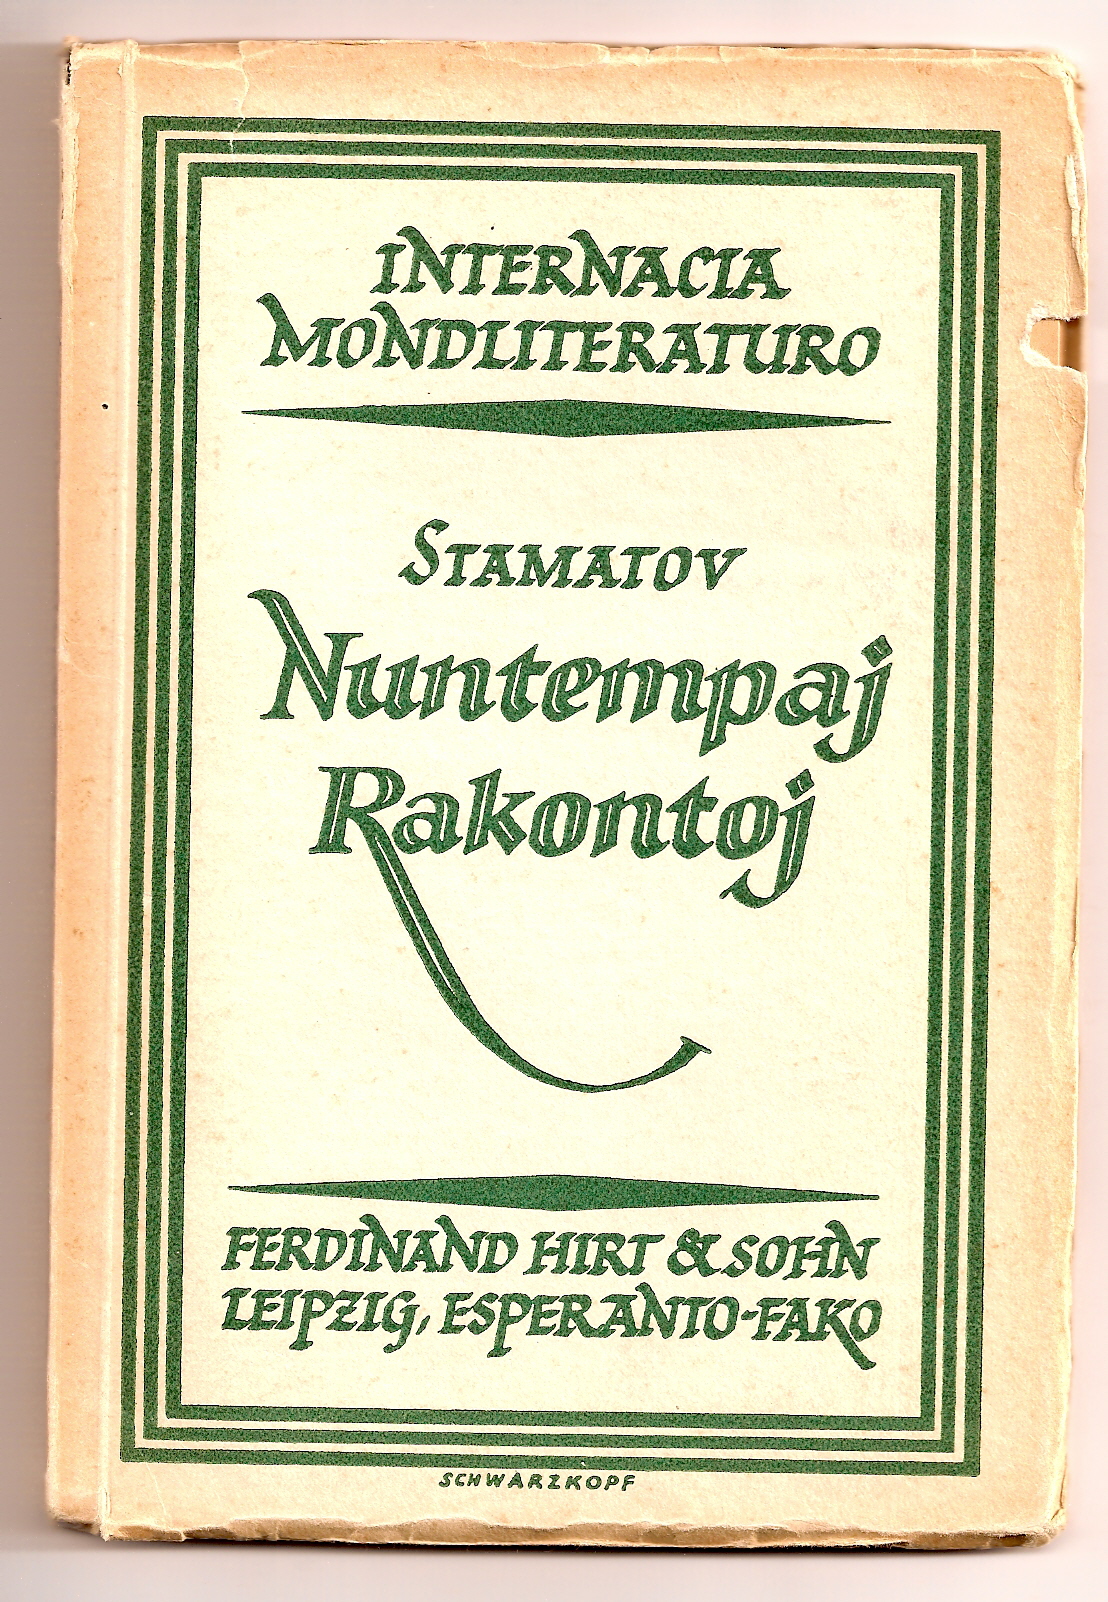 INTERNACIA
MONDLITERATURO
STAMATOV
Nuntempaj
Rakontoj
FERDINAND HIRT & SOHN
LEIPZIG, ESPERANTO-FAKO
SCHWARZKOPF